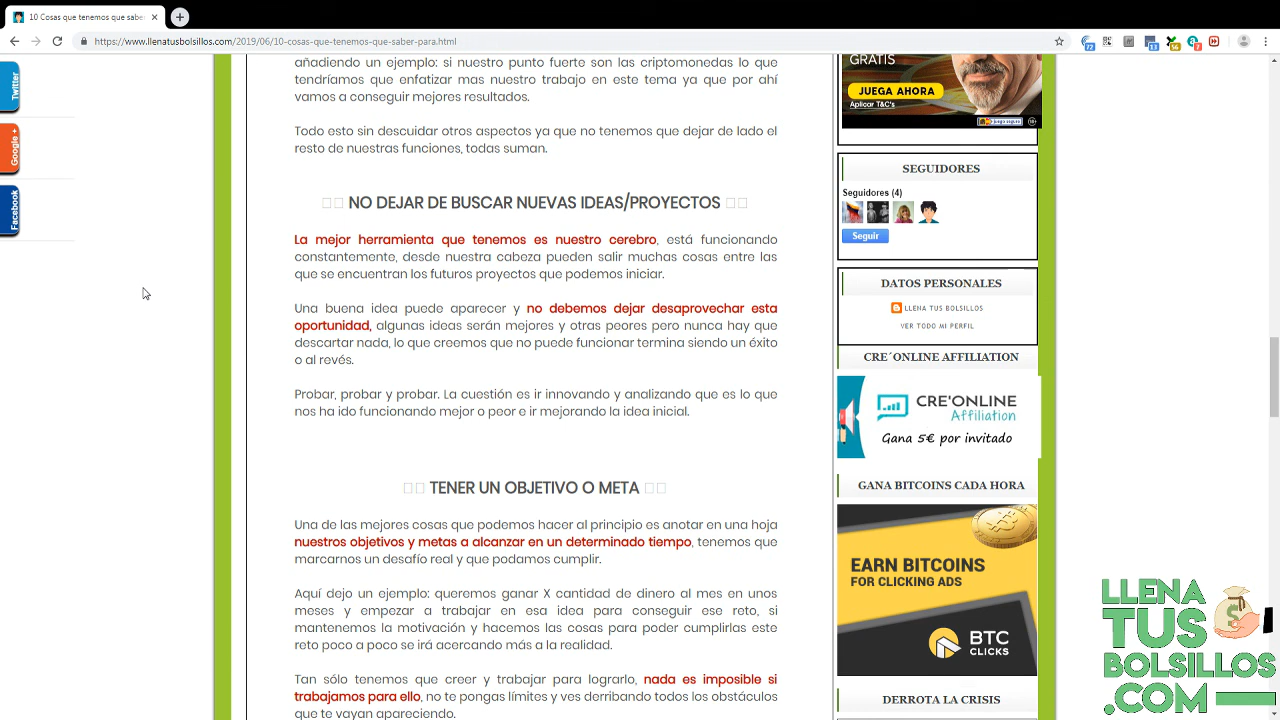 10 Cosas que tenemos que saber
https://www.llenatusbolsillos.com/2019/06/10-cosas-que-tenemos-que-saber-para.html
Twitter
Google +
Facebook
añadiendo un ejemplo: si nuestro punto fuerte son las criptomonedas lo que
tendríamos que enfatizar mas nuestro trabajo en este tema ya que por ahí
vamos a conseguir mejores resultados.
Todo esto sin descuidar otros aspectos ya que no tenemos que dejar de lado el
resto de nuestras funciones, todas suman.
NO DEJAR DE BUSCAR NUEVAS IDEAS/PROYECTOS
La mejor herramienta que tenemos es nuestro cerebro, está funcionando
constantemente, desde nuestra cabeza pueden salir muchas cosas entre las
que se encuentran los futuros proyectos que podemos iniciar.
Una buena idea puede aparecer y no debemos dejar desaprovechar esta
oportunidad, algunas ideas serán mejores y otras peores pero nunca hay que
descartar nada, lo que creemos que no puede funcionar termina siendo un éxito
o al revés.
Probar, probar y probar. La cuestión es ir innovando y analizando que es lo que
nos ha ido funcionando mejor o peor e ir mejorando la idea inicial.
TENER UN OBJETIVO O META
Una de las mejores cosas que podemos hacer al principio es anotar en una hoja
nuestros objetivos y metas a alcanzar en un determinado tiempo, tenemos que
marcarnos un desafío real y que podamos cumplir.
Aquí dejo un ejemplo: queremos ganar X cantidad de dinero al mes en unos
meses y empezar a trabajar en esa idea para conseguir ese reto, si
mantenemos la motivación y hacemos las cosas para poder cumplirlas este
reto poco a poco se irá acercando más a la realidad.
Tan sólo tenemos que creer y trabajar para lograrlo, nada es imposible si
trabajamos para ello, no te pongas límites y ves derribando todos los obstáculos
que te vayan apareciendo.
GRATIS
JUEGA AHORA
Aplicar T&C's
juego seguro
SEGUIDORES
Seguidores (4)
Seguir
DATOS PERSONALES
LLENA TUS BOLSILLOS
VER TODO MI PERFIL
CRE´ONLINE AFFILIATION
CRE'ONLINE
Affiliation
Gana 5€ por invitado
GANA BITCOINS CADA HORA
EARN BITCOINS
FOR CLICKING ADS
BTC
CLICKS
DERROTA LA CRISIS
LLENA
TUS
BOLSILLOS
.COM